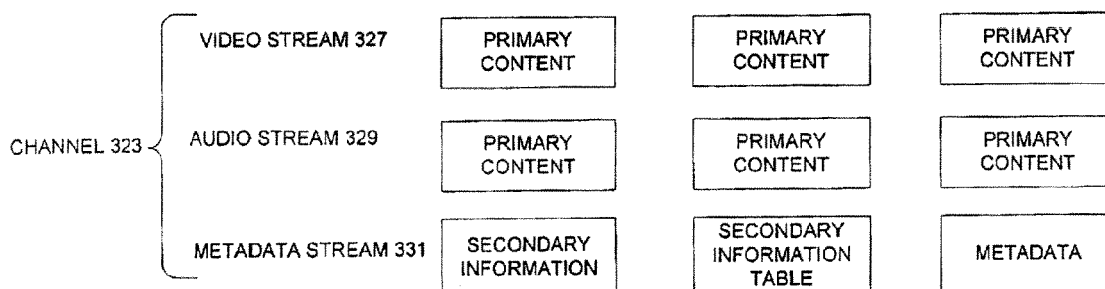 VIDEO STREAM 327
PRIMARY
CONTENT
PRIMARY
CONTENT
PRIMARY
CONTENT
CHANNEL 323
AUDIO STREAM 329
PRIMARY
CONTENT
PRIMARY
CONTENT
PRIMARY
CONTENT
METADATA STREAM 331
SECONDARY
INFORMATION
SECONDARY
INFORMATION
TABLE
METADATA